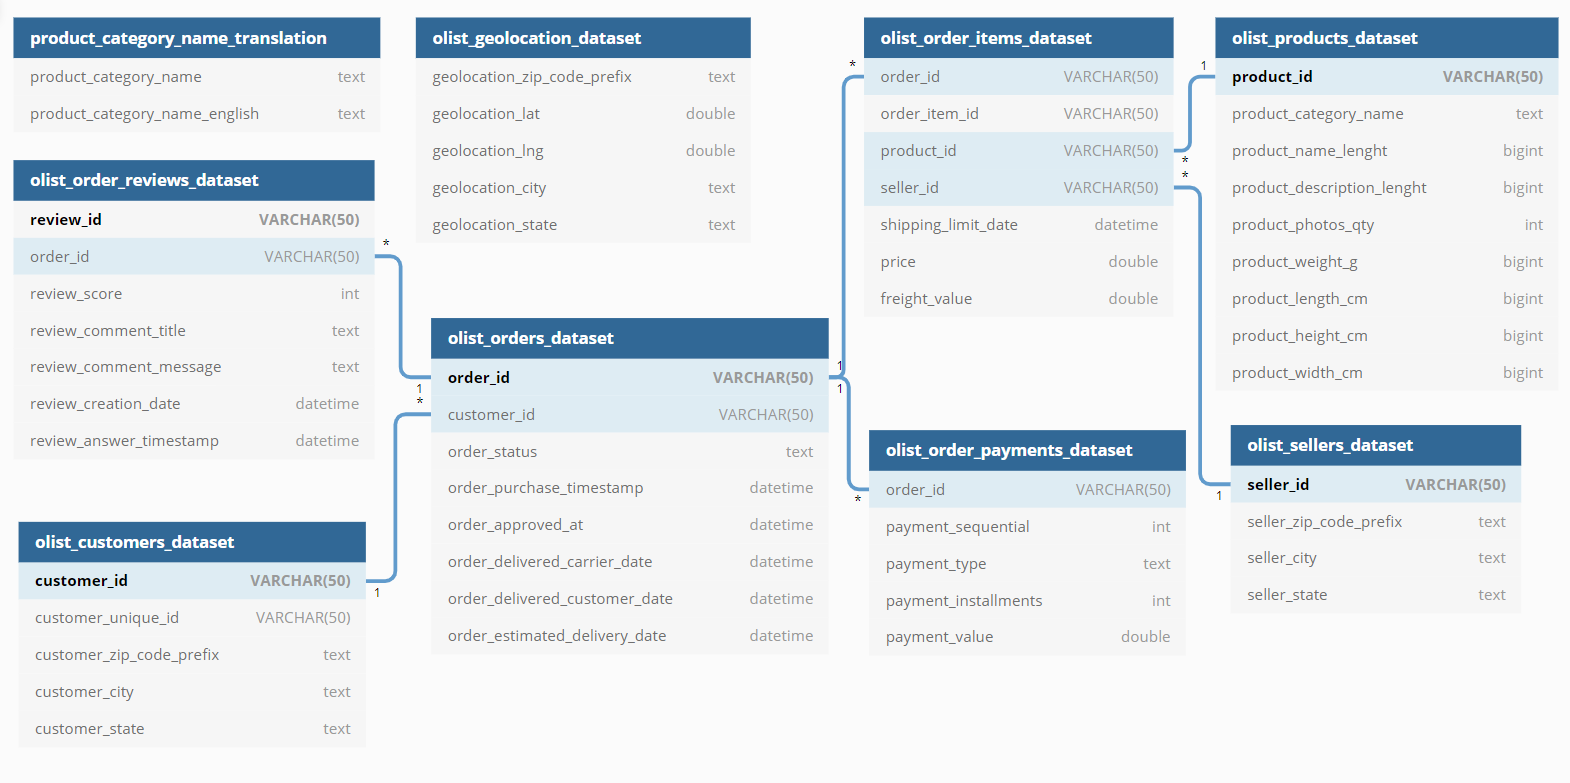 product_category_name_translation
product_category_name text
product_category_name_english text
olist_geolocation_dataset
geolocation_zip_code_prefix text
geolocation_lat double
geolocation_lng double
geolocation_city text
geolocation_state text
olist_order_items_dataset
* order_id VARCHAR(50)
order_item_id VARCHAR(50)
product_id VARCHAR(50) *
seller_id VARCHAR(50) *
shipping_limit_date datetime
price double
freight_value double
olist_products_dataset
1 product_id VARCHAR(50)
product_category_name text
product_name_lenght bigint
product_description_lenght bigint
product_photos_qty int
product_weight_g bigint
product_length_cm bigint
product_height_cm bigint
product_width_cm bigint
olist_order_reviews_dataset
review_id VARCHAR(50)
order_id VARCHAR(50) *
review_score int
review_comment_title text
review_comment_message text
review_creation_date datetime
review_answer_timestamp datetime
olist_orders_dataset
1 order_id VARCHAR(50) 1
* customer_id VARCHAR(50) 1
order_status text
order_purchase_timestamp datetime
order_approved_at datetime
order_delivered_carrier_date datetime
order_delivered_customer_date datetime
order_estimated_delivery_date datetime
olist_order_payments_dataset
* order_id VARCHAR(50)
payment_sequential int
payment_type text
payment_installments int
payment_value double
olist_sellers_dataset
1 seller_id VARCHAR(50)
seller_zip_code_prefix text
seller_city text
seller_state text
olist_customers_dataset
customer_id VARCHAR(50) 1
customer_unique_id VARCHAR(50)
customer_zip_code_prefix text
customer_city text
customer_state text